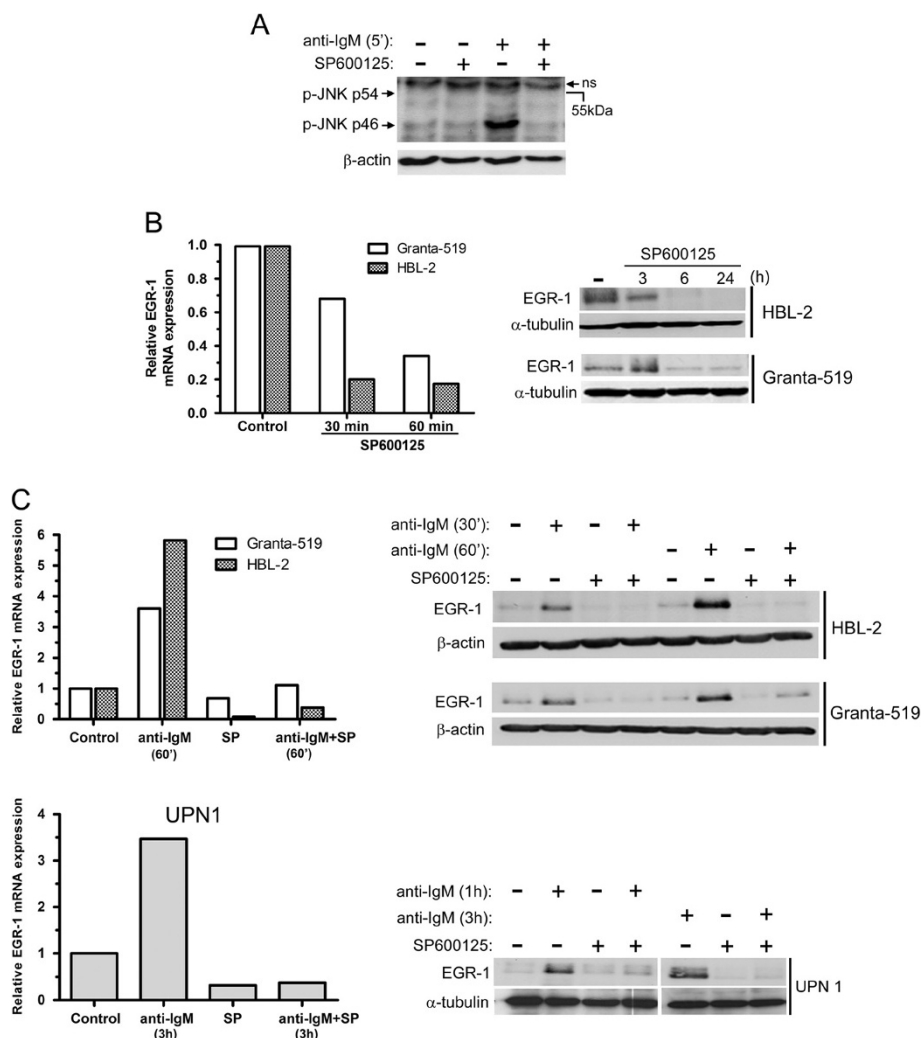 A
anti-IgM (5'): - - + +
SP600125: - + - +
p-JNK p54
ns
55kDa
p-JNK p46
β-actin
B
Relative EGR-1
mRNA expression
1.0
0.8
0.6
0.4
0.2
0.0
Granta-519
HBL-2
Control
30 min
60 min
SP600125
SP600125
- 3 6 24 (h)
EGR-1
α-tubulin
HBL-2
EGR-1
α-tubulin
Granta-519
C
Relative EGR-1 mRNA expression
6
5
4
3
2
1
0
Granta-519
HBL-2
Control
anti-IgM
(60')
SP
anti-IgM+SP
(60')
anti-IgM (30'): - + - +
anti-IgM (60'): - + - +
SP600125: - - + + - - + +
EGR-1
β-actin
HBL-2
EGR-1
β-actin
Granta-519
UPN1
Relative EGR-1 mRNA expression
4
3
2
1
0
Control
anti-IgM
(3h)
SP
anti-IgM+SP
(3h)
anti-IgM (1h): - + - +
anti-IgM (3h): + - +
SP600125: - - + + - + +
EGR-1
α-tubulin
UPN 1